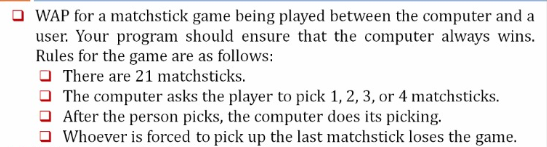 WAP for a matchstick game being played between the computer and a
user. Your program should ensure that the computer always wins.
Rules for the game are as follows:
There are 21 matchsticks.
The computer asks the player to pick 1, 2, 3, or 4 matchsticks.
After the person picks, the computer does its picking.
Whoever is forced to pick up the last matchstick loses the game.